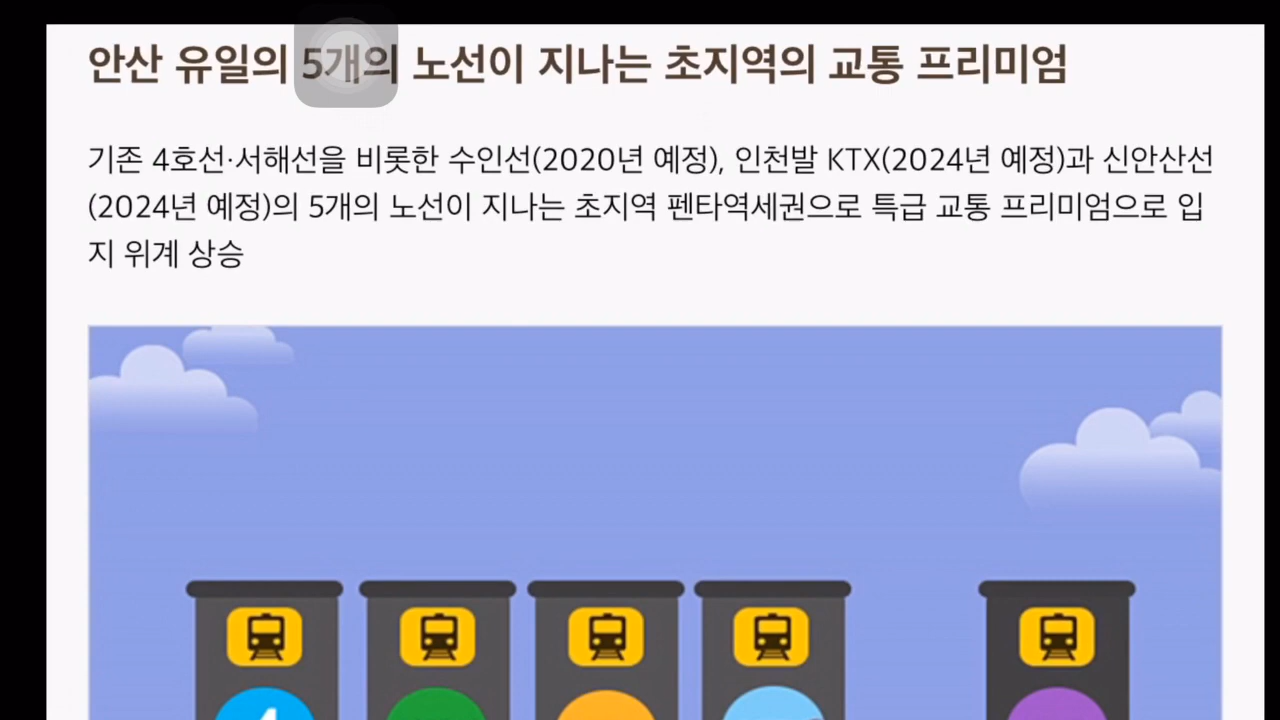 안산 유일의 5개의 노선이 지나는 초지역의 교통 프리미엄
기존 4호선·서해선을 비롯한 수인선(2020년 예정), 인천발 KTX(2024년 예정)과 신안산선
(2024년 예정)의 5개의 노선이 지나는 초지역 펜타역세권으로 특급 교통 프리미엄으로 입
지 위계 상승
4